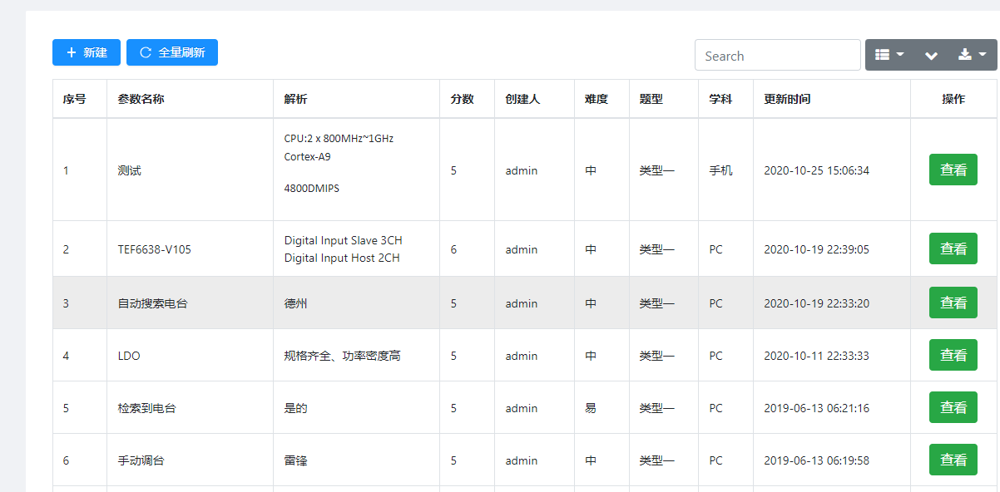 新建 全量刷新 Search
序号 参数名称 解析 分数 创建人 难度 题型 学科 更新时间 操作
CPU:2 x 800MHz~1GHz
Cortex-A9
1 测试 5 admin 中 类型一 手机 2020-10-25 15:06:34 查看
4800DMIPS
Digital Input Slave 3CH
2 TEF6638-V105 6 admin 中 类型一 PC 2020-10-19 22:39:05 查看
Digital Input Host 2CH
3 自动搜索电台 德州 5 admin 中 类型一 PC 2020-10-19 22:33:20 查看
4 LDO 规格齐全、功率密度高 5 admin 中 类型一 PC 2020-10-11 22:33:33 查看
5 检索到电台 是的 5 admin 易 类型一 PC 2019-06-13 06:21:16 查看
6 手动调台 雷锋 5 admin 中 类型一 PC 2019-06-13 06:19:58 查看